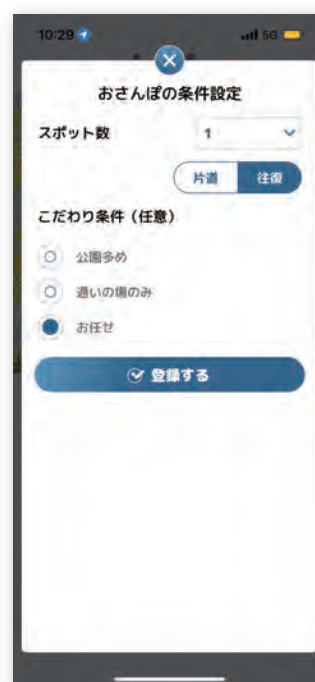 10:29 5G
おさんぽの条件設定
スポット数 1
片道 往復
こだわり条件（任意）
公園多め
通いの場のみ
お任せ
登録する